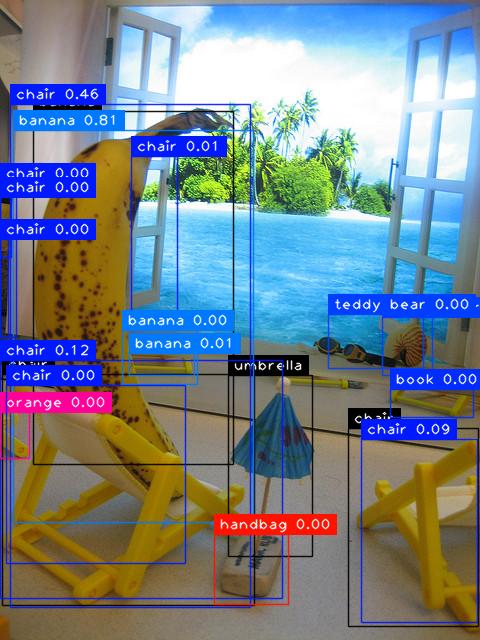 chair 0.46
banana 0.81
chair 0.01
chair 0.00
chair 0.00
chair 0.00
teddy bear 0.00
banana 0.00
banana 0.01
chair 0.12
umbrella
chair 0.00
book 0.00
orange 0.00
chair 0.09
handbag 0.00